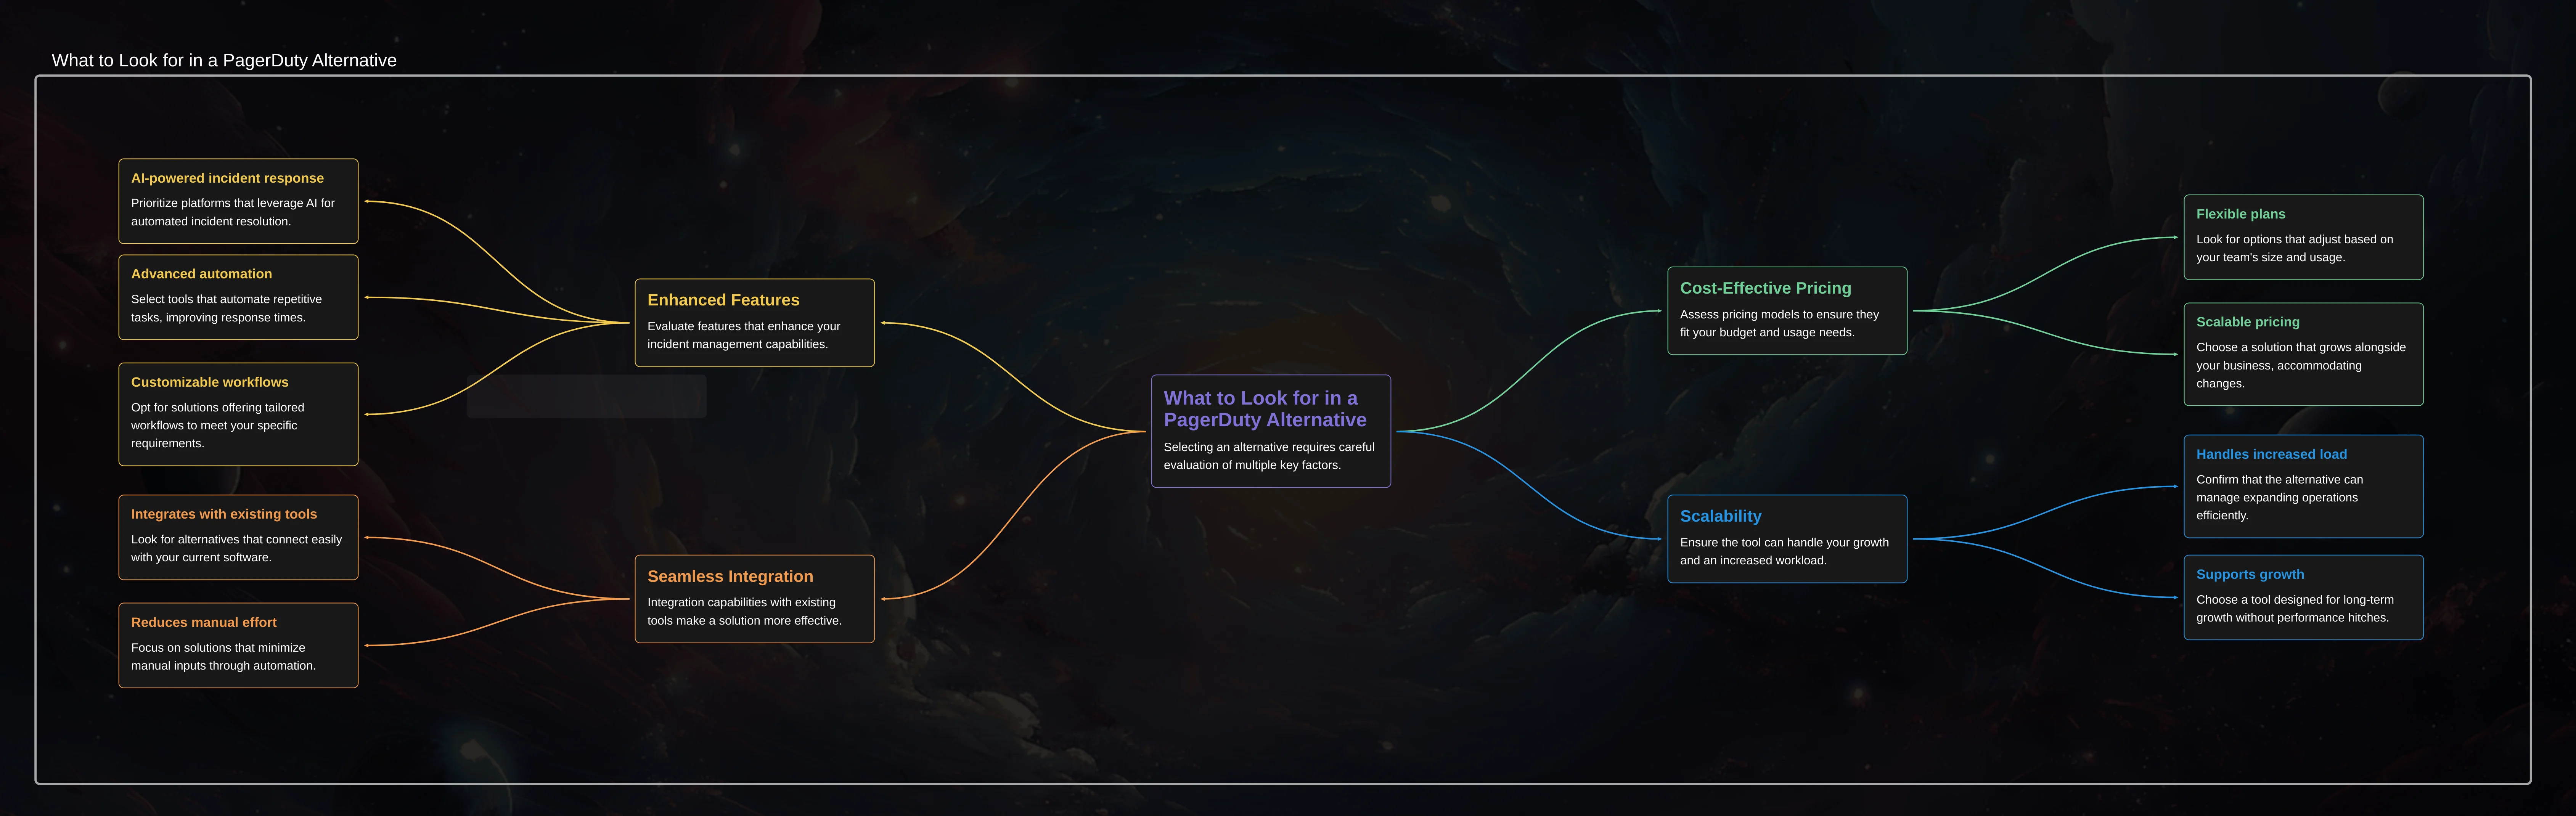 What to Look for in a PagerDuty Alternative
AI-powered incident response
Prioritize platforms that leverage AI for
automated incident resolution.
Advanced automation
Select tools that automate repetitive
tasks, improving response times.
Customizable workflows
Opt for solutions offering tailored
workflows to meet your specific
requirements.
Integrates with existing tools
Look for alternatives that connect easily
with your current software.
Reduces manual effort
Focus on solutions that minimize
manual inputs through automation.
Enhanced Features
Evaluate features that enhance your
incident management capabilities.
Seamless Integration
Integration capabilities with existing
tools make a solution more effective.
What to Look for in a
PagerDuty Alternative
Selecting an alternative requires careful
evaluation of multiple key factors.
Cost-Effective Pricing
Assess pricing models to ensure they
fit your budget and usage needs.
Scalability
Ensure the tool can handle your growth
and an increased workload.
Flexible plans
Look for options that adjust based on
your team's size and usage.
Scalable pricing
Choose a solution that grows alongside
your business, accommodating
changes.
Handles increased load
Confirm that the alternative can
manage expanding operations
efficiently.
Supports growth
Choose a tool designed for long-term
growth without performance hitches.